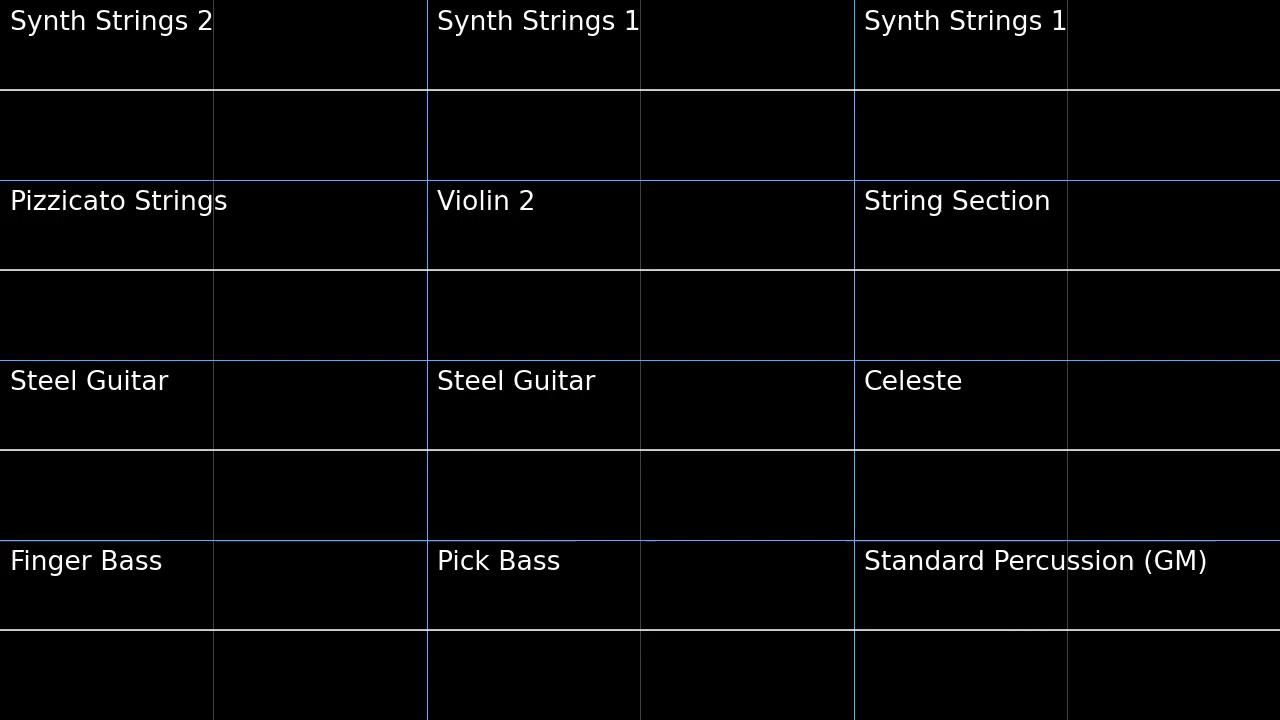 Synth Strings 2
Synth Strings 1
Synth Strings 1
Pizzicato Strings
Violin 2
String Section
Steel Guitar
Steel Guitar
Celeste
Finger Bass
Pick Bass
Standard Percussion (GM)